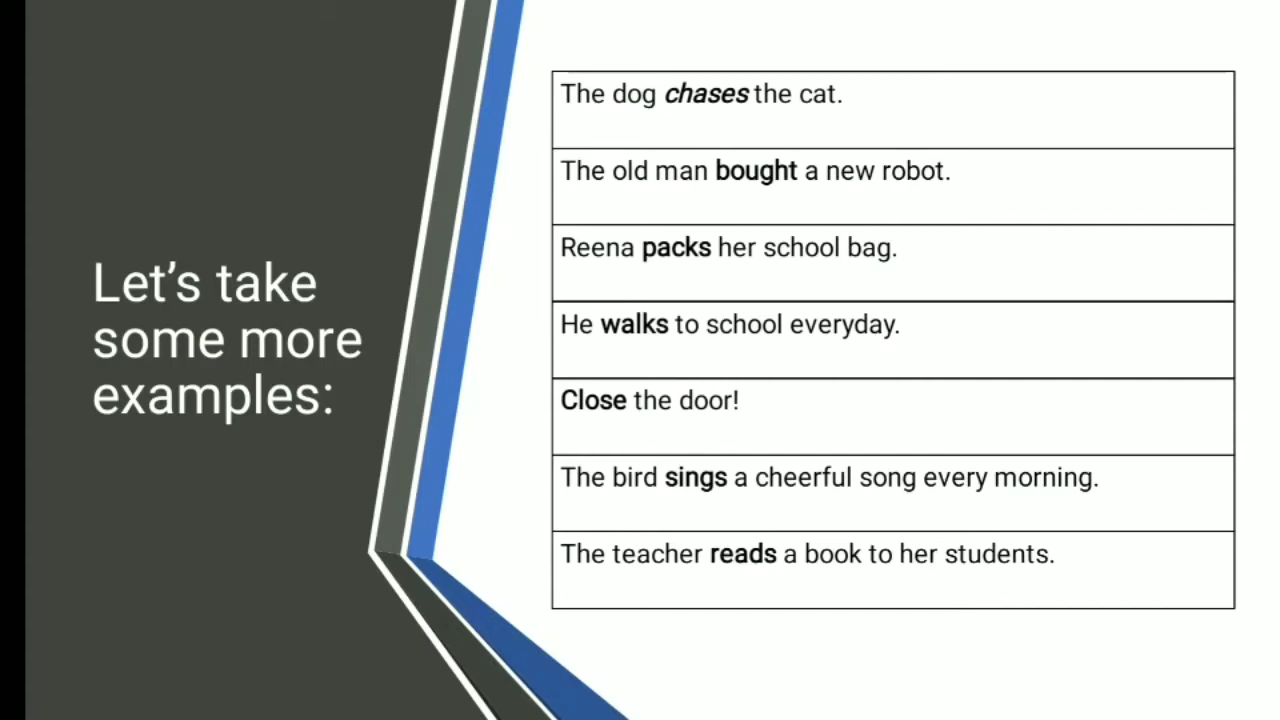 Let's take
some more
examples:
The dog chases the cat.
The old man bought a new robot.
Reena packs her school bag.
He walks to school everyday.
Close the door!
The bird sings a cheerful song every morning.
The teacher reads a book to her students.